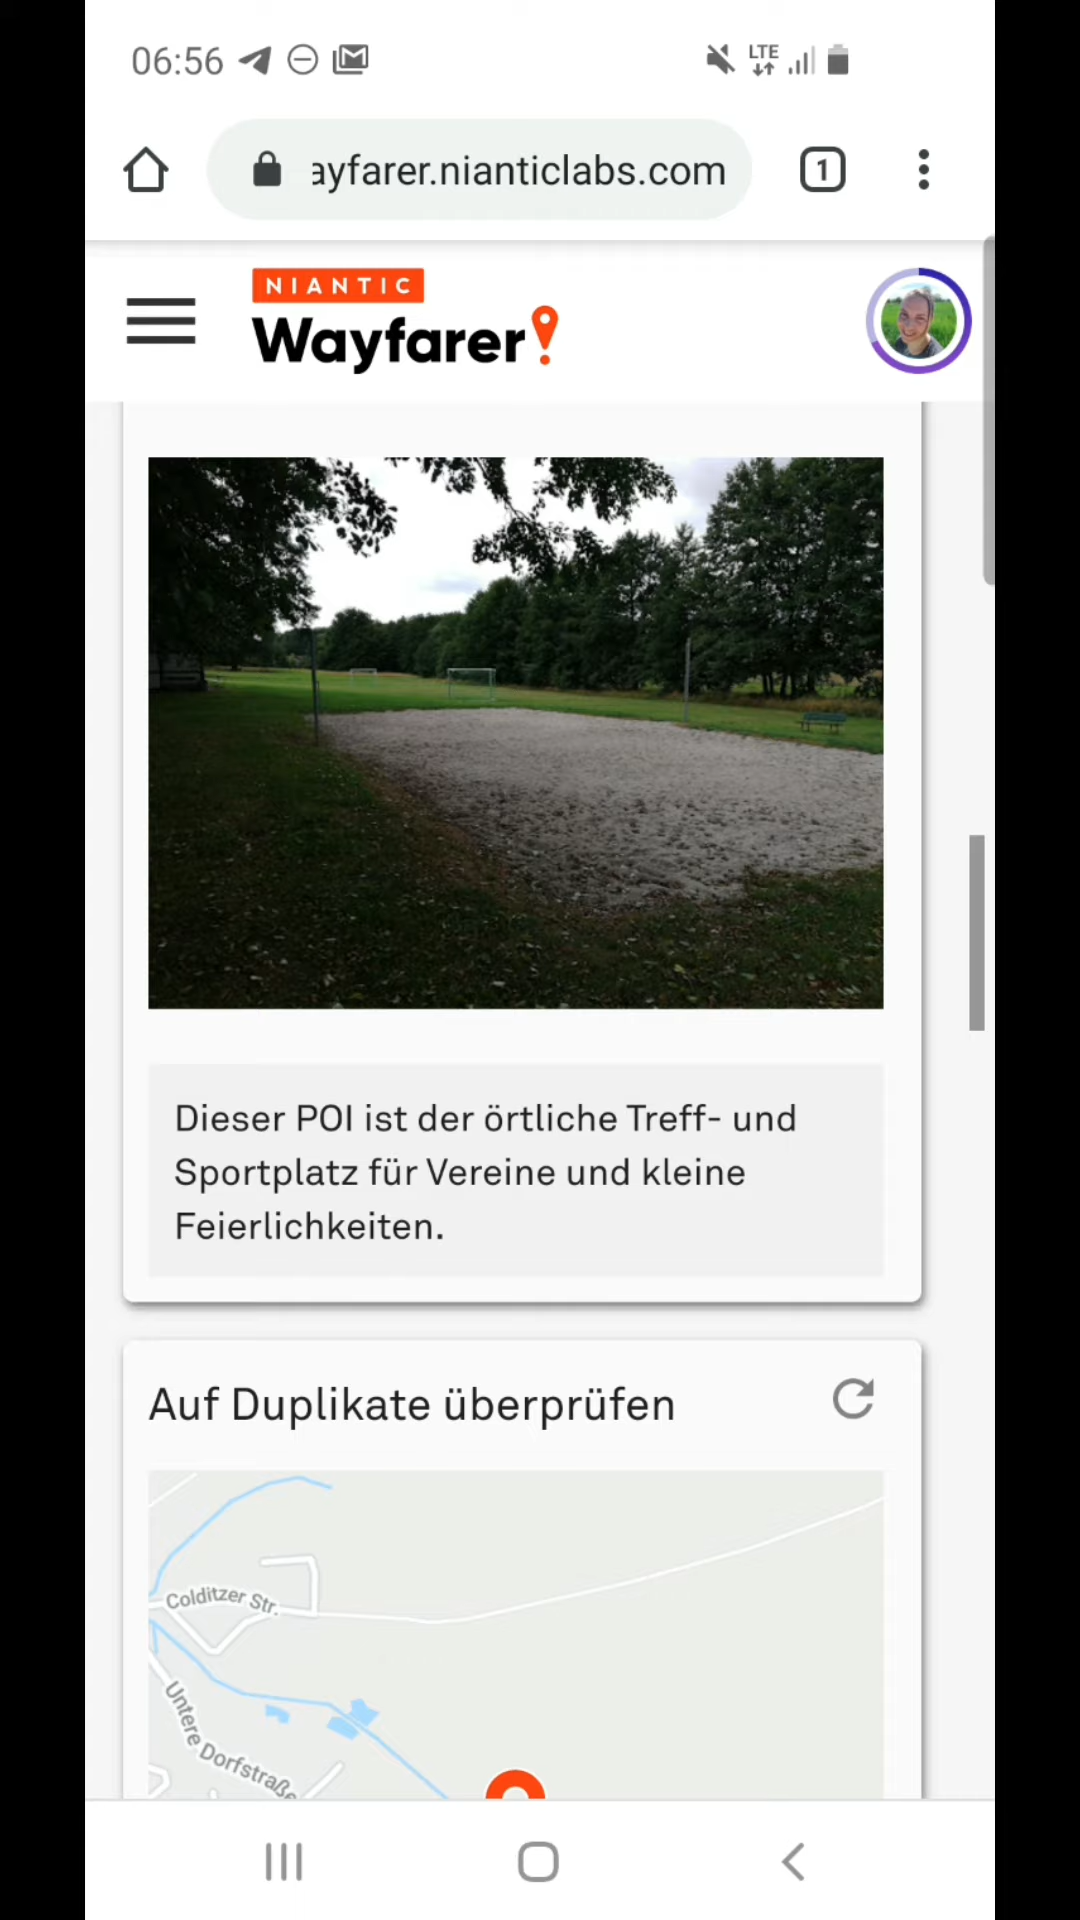 06:56
LTE
ayfarer.nianticlabs.com
1
NIANTIC
Wayfarer
Dieser POI ist der örtliche Treff- und
Sportplatz für Vereine und kleine
Feierlichkeiten.
Auf Duplikate überprüfen
Colditzer Str.
Untere Dorfstraße